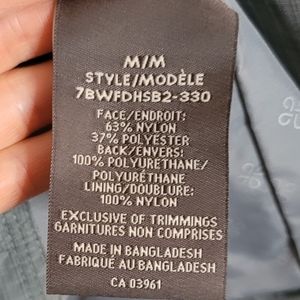 M/M
STYLE/MODÈLE
7BWFDHSB2-330
FACE/ENDROIT:
63% NYLON
37% POLYESTER
BACK/ENVERS:
100% POLYURETHANE/
POLYURÉTHANE
LINING/DOUBLURE:
100% NYLON
EXCLUSIVE OF TRIMMINGS
GARNITURES NON COMPRISES
MADE IN BANGLADESH
FABRIQUÉ AU BANGLADESH
CA 03961